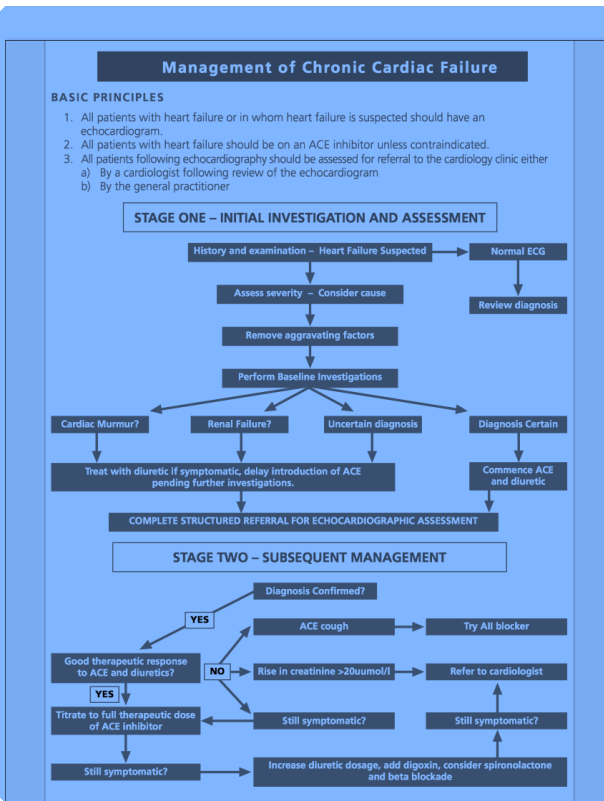 Management of Chronic Cardiac Failure
BASIC PRINCIPLES
1. All patients with heart failure or in whom heart failure is suspected should have an
echocardiogram.
2. All patients with heart failure should be on an ACE inhibitor unless contraindicated.
3. All patients following echocardiography should be assessed for referral to the cardiology clinic either
a) By a cardiologist following review of the echocardiogram
b) By the general practitioner
STAGE ONE – INITIAL INVESTIGATION AND ASSESSMENT
History and examination – Heart Failure Suspected
Normal ECG
Assess severity – Consider cause
Review diagnosis
Remove aggravating factors
Perform Baseline Investigations
Cardiac Murmur?
Renal Failure?
Uncertain diagnosis
Diagnosis Certain
Treat with diuretic if symptomatic, delay introduction of ACE
pending further investigations.
Commence ACE
and diuretic
COMPLETE STRUCTURED REFERRAL FOR ECHOCARDIOGRAPHIC ASSESSMENT
STAGE TWO – SUBSEQUENT MANAGEMENT
Diagnosis Confirmed?
YES
ACE cough
Try AII blocker
Good therapeutic response
to ACE and diuretics?
NO
Rise in creatinine >20uumol/l
Refer to cardiologist
YES
Titrate to full therapeutic dose
of ACE inhibitor
Still symptomatic?
Still symptomatic?
Still symptomatic?
Increase diuretic dosage, add digoxin, consider spironolactone
and beta blockade